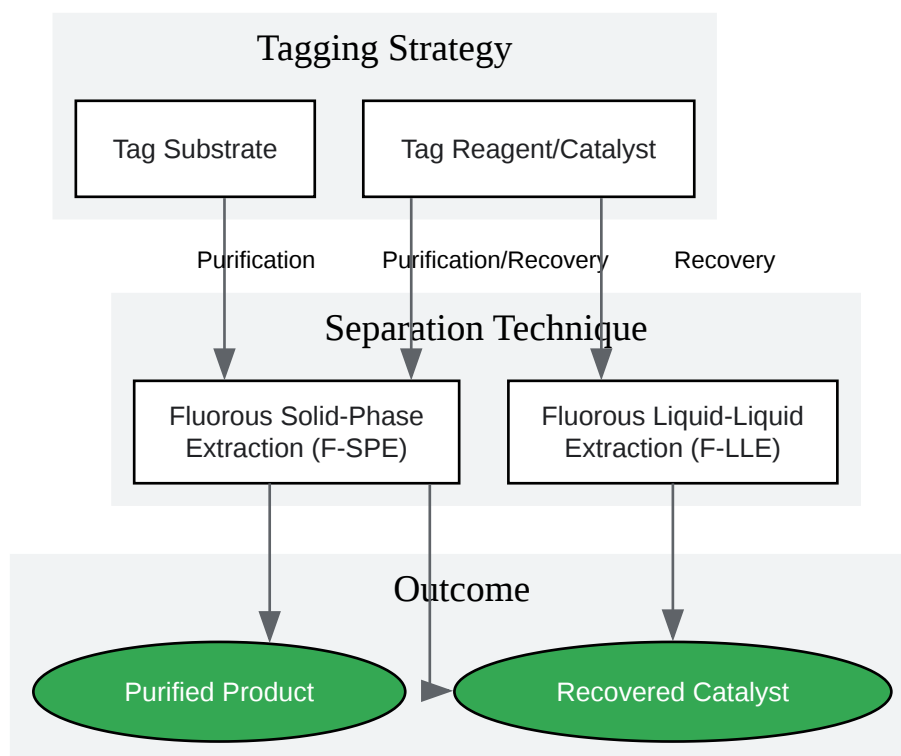 Tagging Strategy
Tag Substrate
Tag Reagent/Catalyst
Purification
Purification/Recovery
Recovery
Separation Technique
Fluorous Solid-Phase
Extraction (F-SPE)
Fluorous Liquid-Liquid
Extraction (F-LLE)
Outcome
Purified Product
Recovered Catalyst